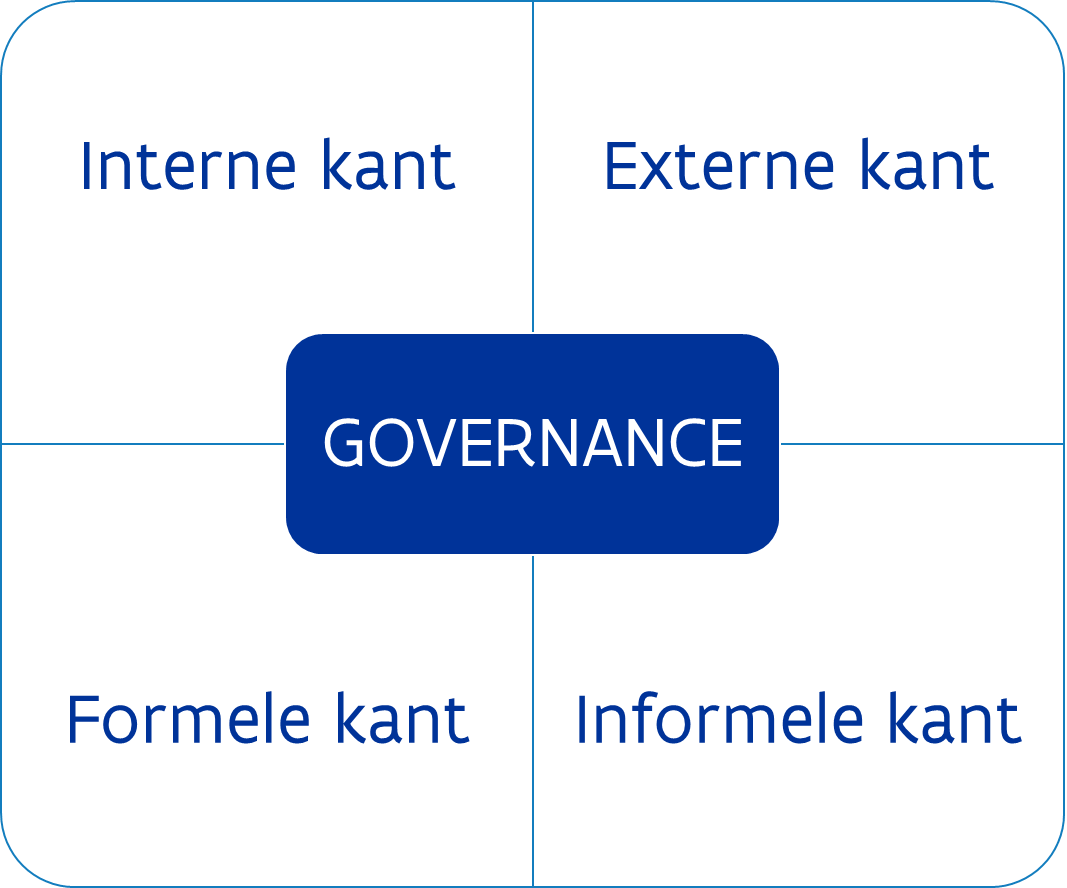 Interne kant
Externe kant
GOVERNANCE
Formele kant
Informele kant